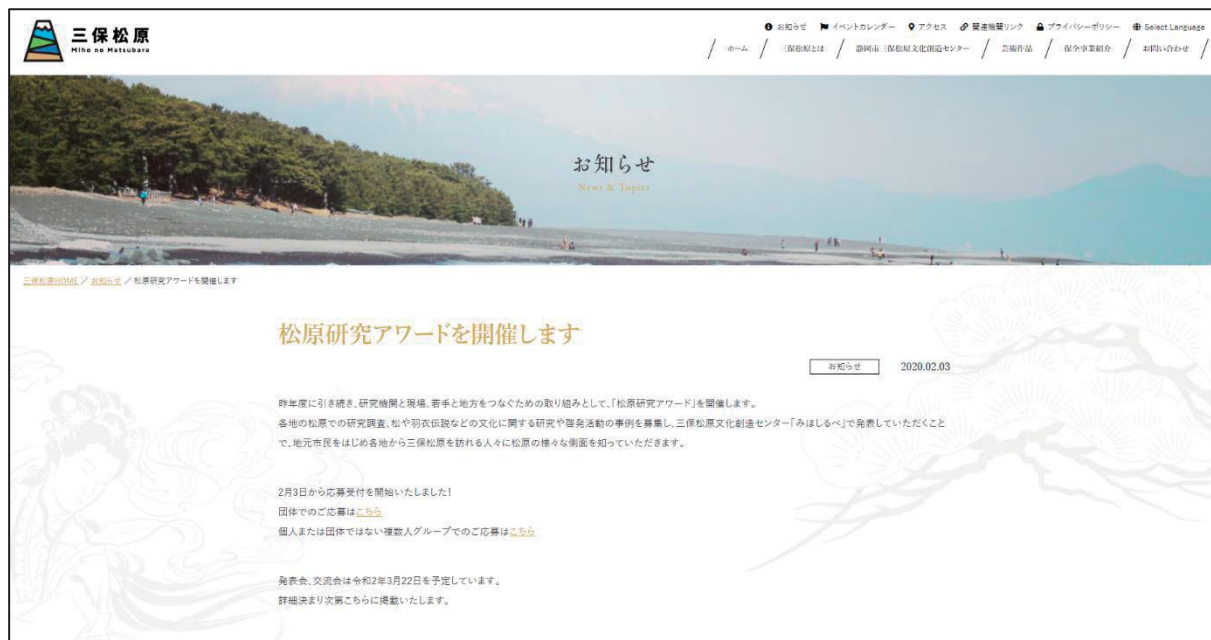 三保松原
Miho no Matsubara
お知らせ イベントカレンダー アクセス 関連機関リンク プライバシーポリシー Select Language
ホーム / 三保松原とは / 静岡市三保松原文化創造センター / 芸術作品 / 保全事業紹介 / お問い合わせ
お知らせ
News & Topics
三保松原HOME / お知らせ / 松原研究アワードを開催します
松原研究アワードを開催します
お知らせ 2020.02.03
昨年度に引き続き、研究機関と現場、若手と地方をつなぐための取り組みとして、「松原研究アワード」を開催します。
各地の松原での研究調査、松や羽衣伝説などの文化に関する研究や啓発活動の事例を募集し、三保松原文化創造センター「みほしるべ」で発表していただくこと
で、地元市民をはじめ各地から三保松原を訪れる人々に松原の様々な側面を知っていただきます。
2月3日から応募受付を開始いたしました!
団体でのご応募はこちら
個人または団体ではない複数人グループでのご応募はこちら
発表会、交流会は令和2年3月22日を予定しています。
詳細決まり次第こちらに掲載いたします。